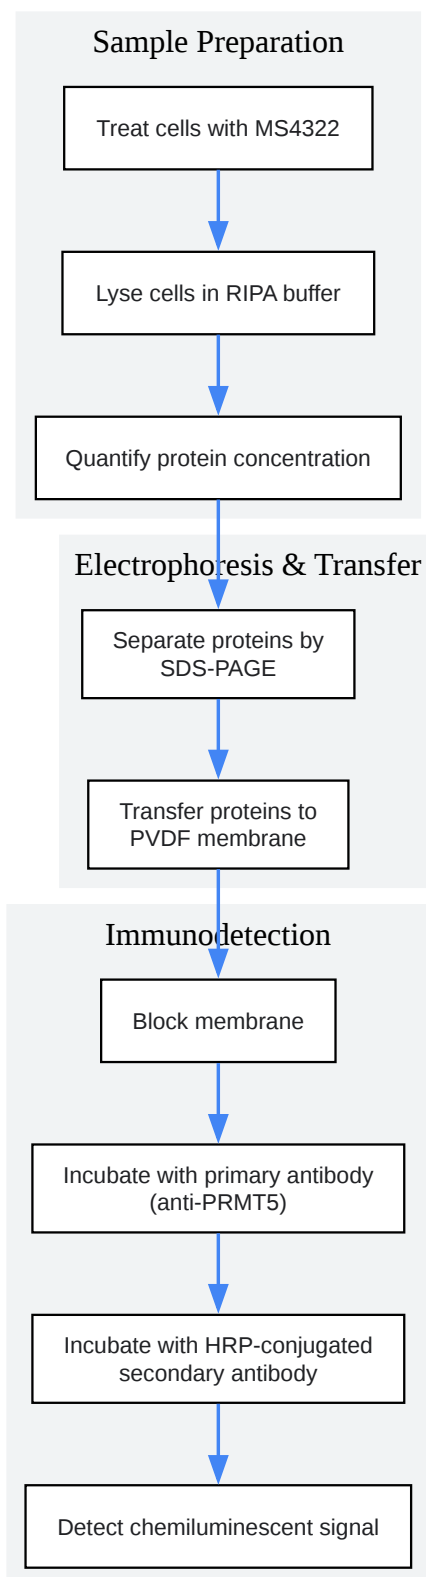 Sample Preparation
Treat cells with MS4322
Lyse cells in RIPA buffer
Quantify protein concentration
Electrophoresis & Transfer
Separate proteins by
SDS-PAGE
Transfer proteins to
PVDF membrane
Immunodetection
Block membrane
Incubate with primary antibody
(anti-PRMT5)
Incubate with HRP-conjugated
secondary antibody
Detect chemiluminescent signal